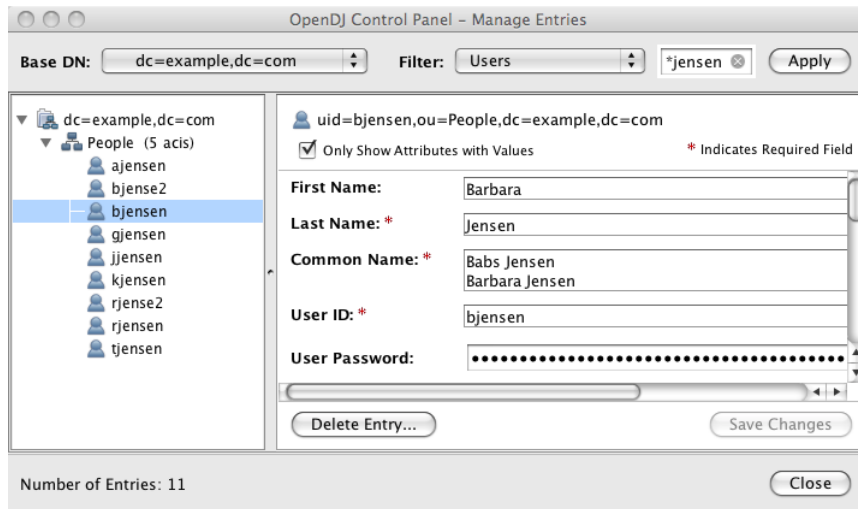 OpenDJ Control Panel – Manage Entries
Base DN: dc=example,dc=com Filter: Users *jensen Apply
dc=example,dc=com
People (5 acis)
ajensen
bjense2
bjensen
gjensen
jjensen
kjensen
rjense2
rjensen
tjensen
uid=bjensen,ou=People,dc=example,dc=com
Only Show Attributes with Values * Indicates Required Field
First Name: Barbara
Last Name: * Jensen
Common Name: * Babs Jensen
Barbara Jensen
User ID: * bjensen
User Password: ••••••••••••••••••••••••••••••••••••••
Delete Entry... Save Changes
Number of Entries: 11 Close